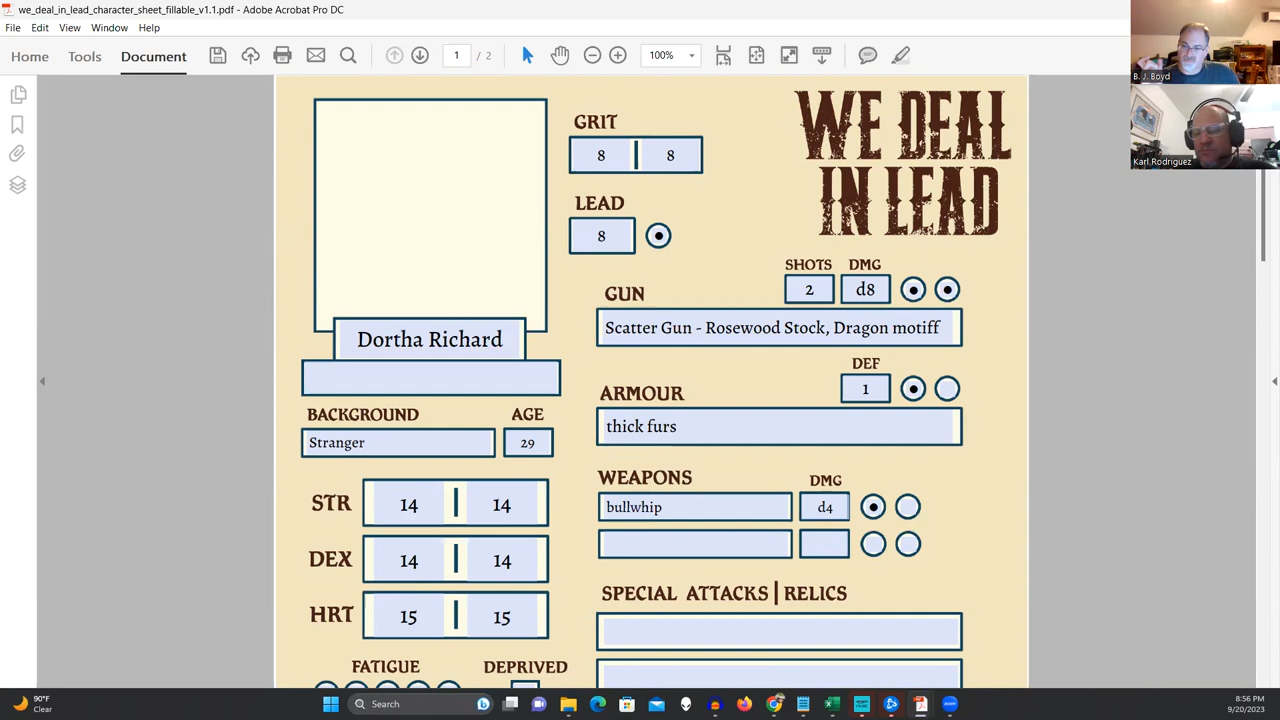 we_deal_in_lead_character_sheet_fillable_v1.1.pdf - Adobe Acrobat Pro DC
File Edit View Window Help
Home Tools Document 1 / 2 100%
B. J. Boyd
Karl Rodriguez
WE DEAL
IN LEAD
GRIT
8 8
LEAD
8
SHOTS DMG
GUN 2 d8
Scatter Gun - Rosewood Stock, Dragon motiff
Dortha Richard
DEF
ARMOUR 1
thick furs
BACKGROUND AGE
Stranger 29
WEAPONS DMG
bullwhip d4
STR 14 14
DEX 14 14
HRT 15 15
SPECIAL ATTACKS | RELICS
FATIGUE DEPRIVED
90°F
Clear
Search
8:56 PM
9/20/2023